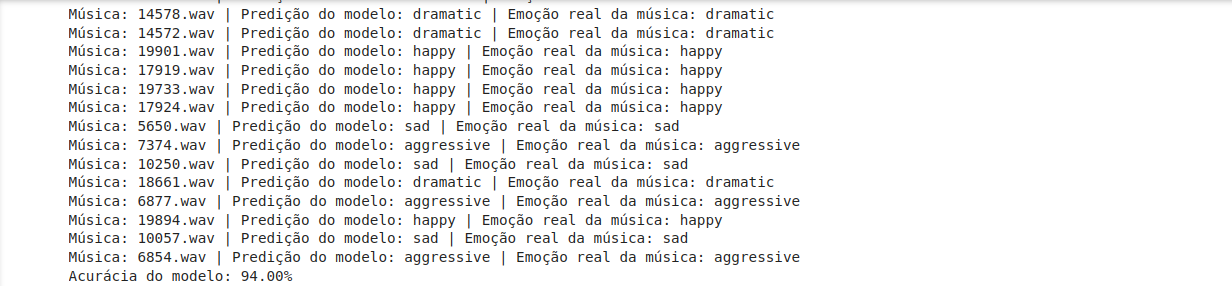 Música: 14578.wav | Predição do modelo: dramatic | Emoção real da música: dramatic
Música: 14572.wav | Predição do modelo: dramatic | Emoção real da música: dramatic
Música: 19901.wav | Predição do modelo: happy | Emoção real da música: happy
Música: 17919.wav | Predição do modelo: happy | Emoção real da música: happy
Música: 19733.wav | Predição do modelo: happy | Emoção real da música: happy
Música: 17924.wav | Predição do modelo: happy | Emoção real da música: happy
Música: 5650.wav | Predição do modelo: sad | Emoção real da música: sad
Música: 7374.wav | Predição do modelo: aggressive | Emoção real da música: aggressive
Música: 10250.wav | Predição do modelo: sad | Emoção real da música: sad
Música: 18661.wav | Predição do modelo: dramatic | Emoção real da música: dramatic
Música: 6877.wav | Predição do modelo: aggressive | Emoção real da música: aggressive
Música: 19894.wav | Predição do modelo: happy | Emoção real da música: happy
Música: 10057.wav | Predição do modelo: sad | Emoção real da música: sad
Música: 6854.wav | Predição do modelo: aggressive | Emoção real da música: aggressive
Acurácia do modelo: 94.00%